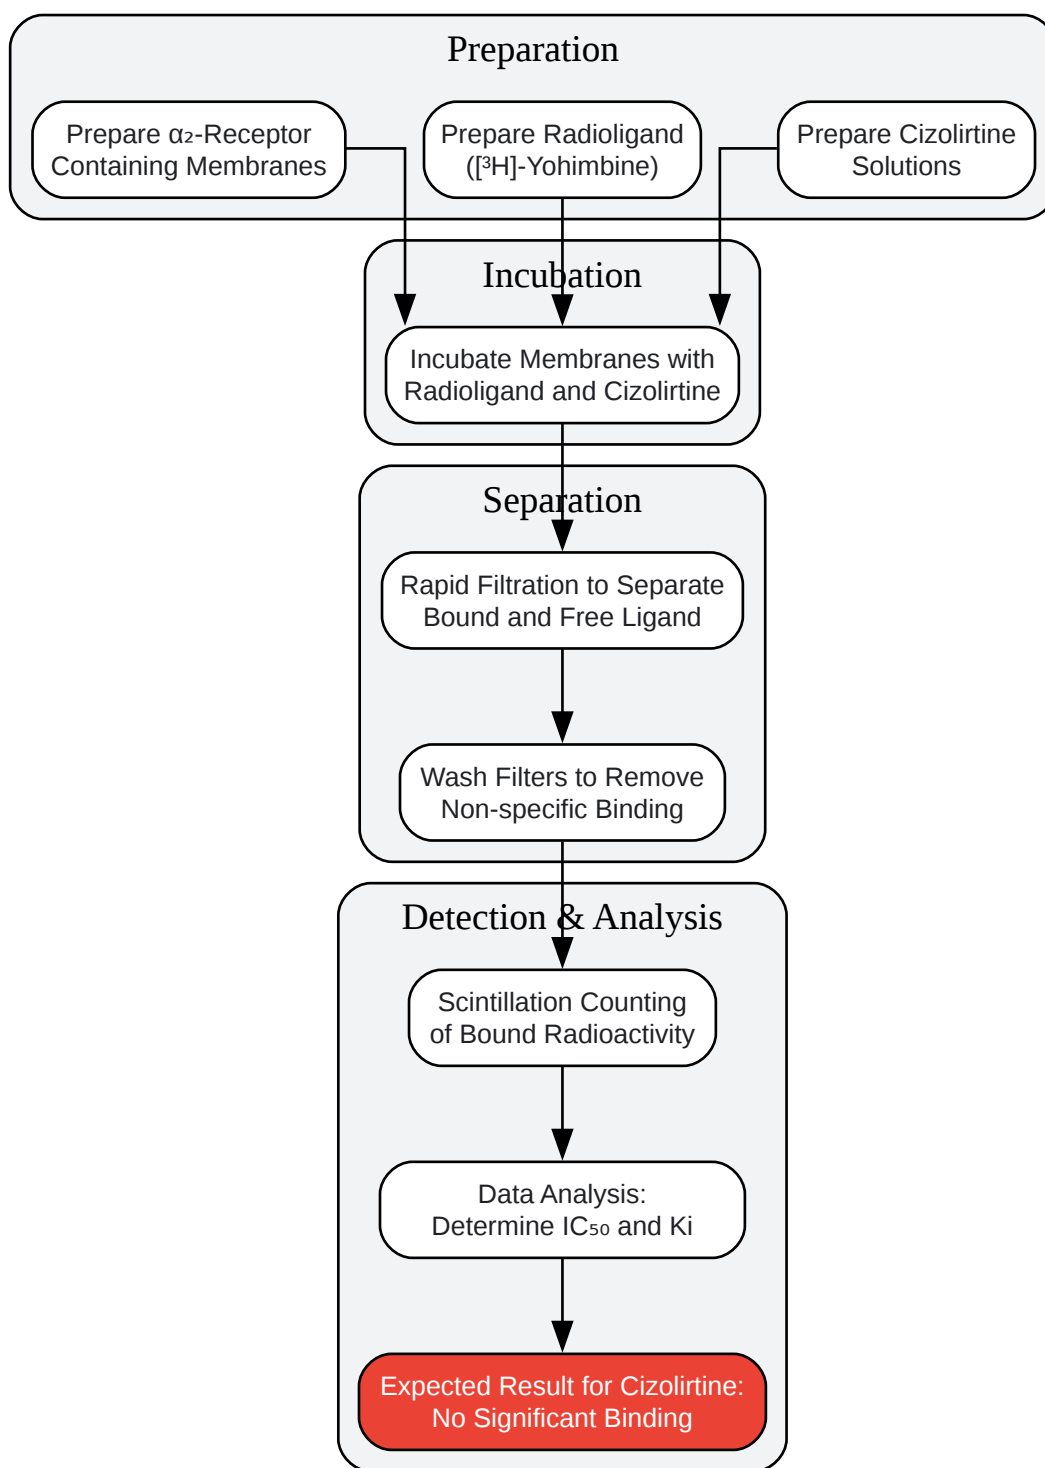 Preparation
Prepare α₂-Receptor
Containing Membranes
Prepare Radioligand
([³H]-Yohimbine)
Prepare Cizolirtine
Solutions
Incubation
Incubate Membranes with
Radioligand and Cizolirtine
Separation
Rapid Filtration to Separate
Bound and Free Ligand
Wash Filters to Remove
Non-specific Binding
Detection & Analysis
Scintillation Counting
of Bound Radioactivity
Data Analysis:
Determine IC₅₀ and Ki
Expected Result for Cizolirtine:
No Significant Binding